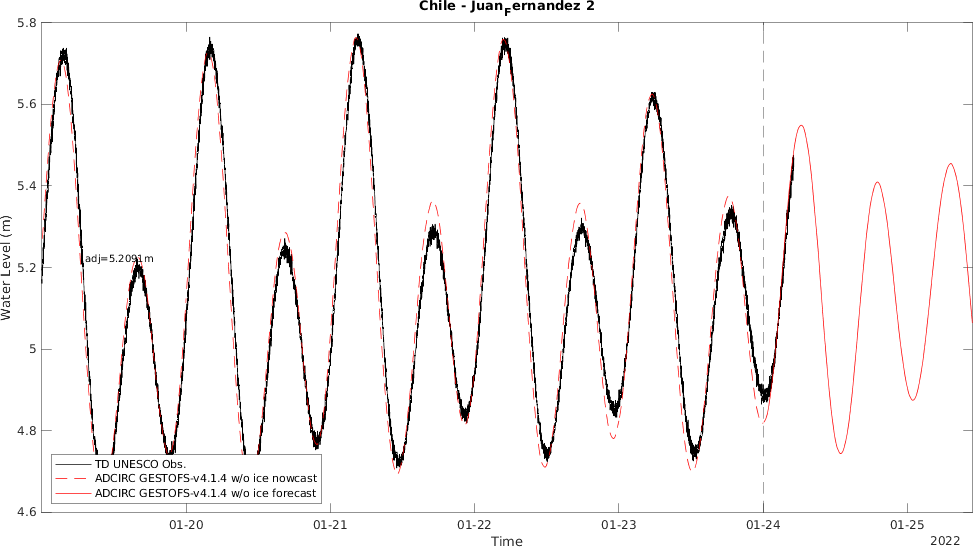 Chile - Juan_Fernandez 2
5.8
5.6
5.4
5.2
5
4.8
4.6
Water Level (m)
adj=5.2091m
TD UNESCO Obs.
ADCIRC GESTOFS-v4.1.4 w/o ice nowcast
ADCIRC GESTOFS-v4.1.4 w/o ice forecast
01-20
01-21
01-22
01-23
01-24
01-25
Time
2022